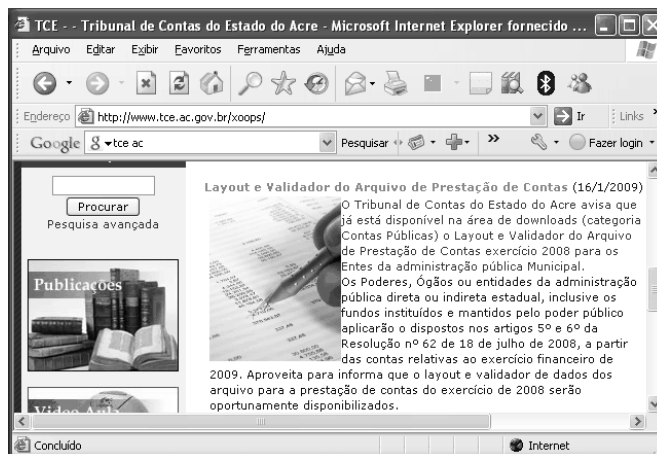 TCE - - Tribunal de Contas do Estado do Acre - Microsoft Internet Explorer fornecido ...
Arquivo Editar Exibir Favoritos Ferramentas Ajuda
Endereço http://www.tce.ac.gov.br/xoops/ Ir Links »
Google tce ac Pesquisar » Fazer login
Procurar
Pesquisa avançada
Publicações
Video Aula
Layout e Validador do Arquivo de Prestação de Contas (16/1/2009)
O Tribunal de Contas do Estado do Acre avisa que
já está disponível na área de downloads (categoria
Contas Públicas) o Layout e Validador do Arquivo
de Prestação de Contas exercício 2008 para os
Entes da administração pública Municipal.
Os Poderes, Ógãos ou entidades da administração
pública direta ou indireta estadual, inclusive os
fundos instituídos e mantidos pelo poder público
aplicarão o dispostos nos artigos 5º e 6º da
Resolução nº 62 de 18 de julho de 2008, a partir
das contas relativas ao exercício financeiro de
2009. Aproveita para informa que o layout e validador de dados dos
arquivo para a prestação de contas do exercício de 2008 serão
oportunamente disponibilizados.
Concluído Internet